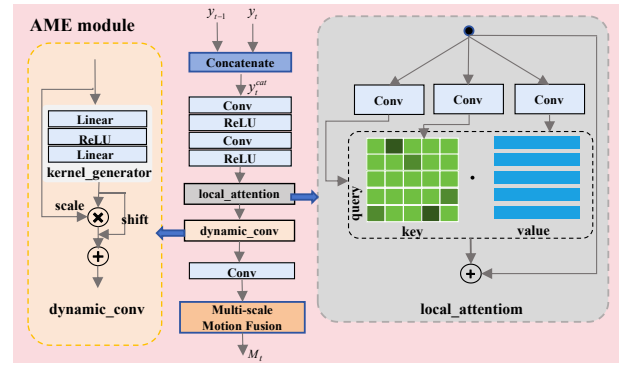 AME module
y_{t-1} y_t
Concatenate
y_t^{cat}
Conv
ReLU
Conv
ReLU
local_attention
dynamic_conv
Conv
Multi-scale
Motion Fusion
M_t
Linear
ReLU
Linear
kernel_generator
scale
shift
dynamic_conv
Conv
Conv
Conv
query
key
value
local_attentiom